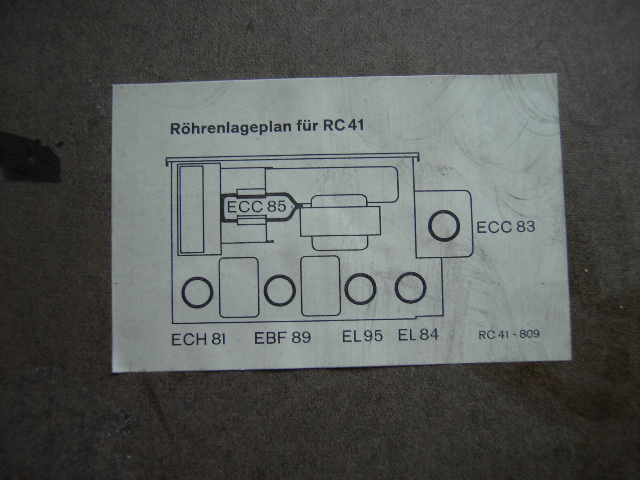 Röhrenlageplan für RC 41
ECC 85
ECC 83
ECH 81 EBF 89 EL 95 EL 84 RC 41 - 809